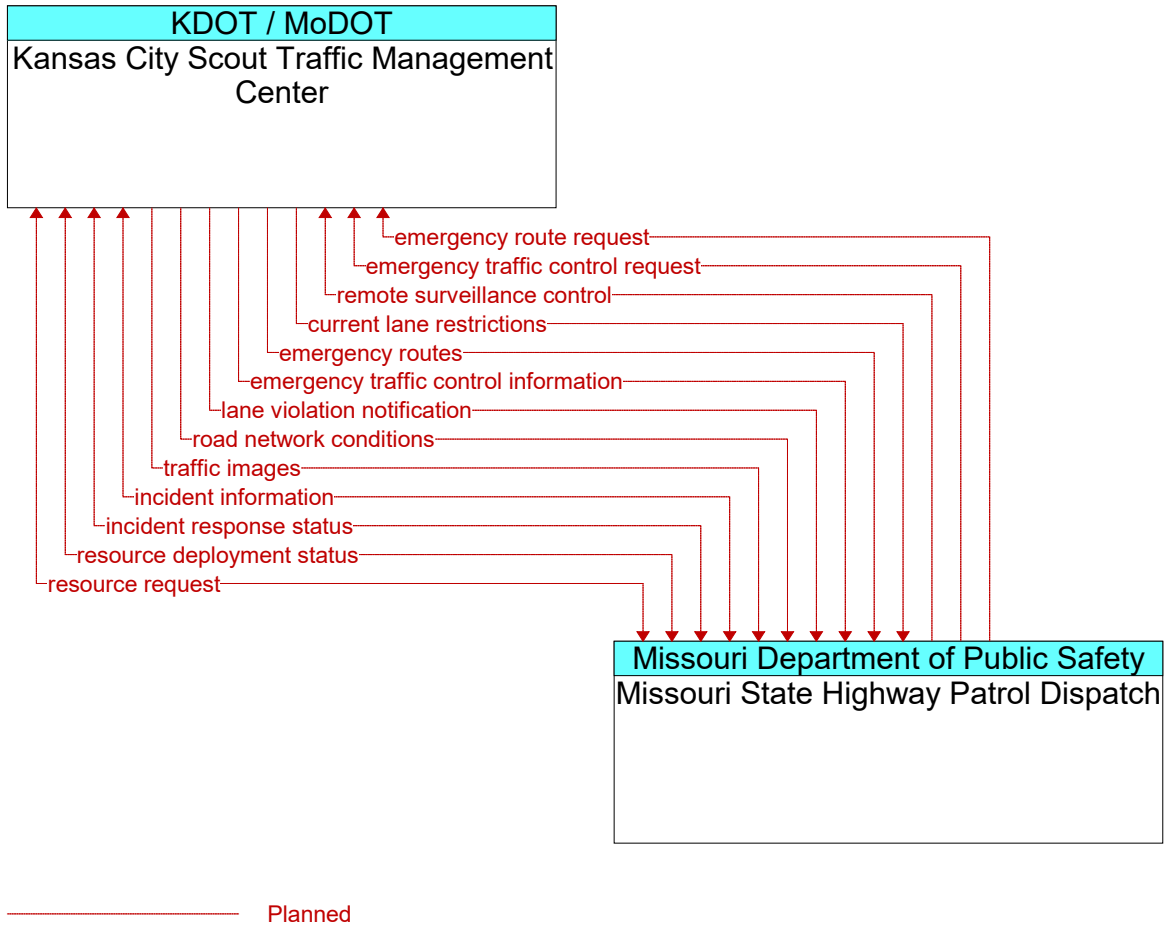 KDOT / MoDOT
Kansas City Scout Traffic Management
Center
emergency route request
emergency traffic control request
remote surveillance control
current lane restrictions
emergency routes
emergency traffic control information
lane violation notification
road network conditions
traffic images
incident information
incident response status
resource deployment status
resource request
Missouri Department of Public Safety
Missouri State Highway Patrol Dispatch
Planned